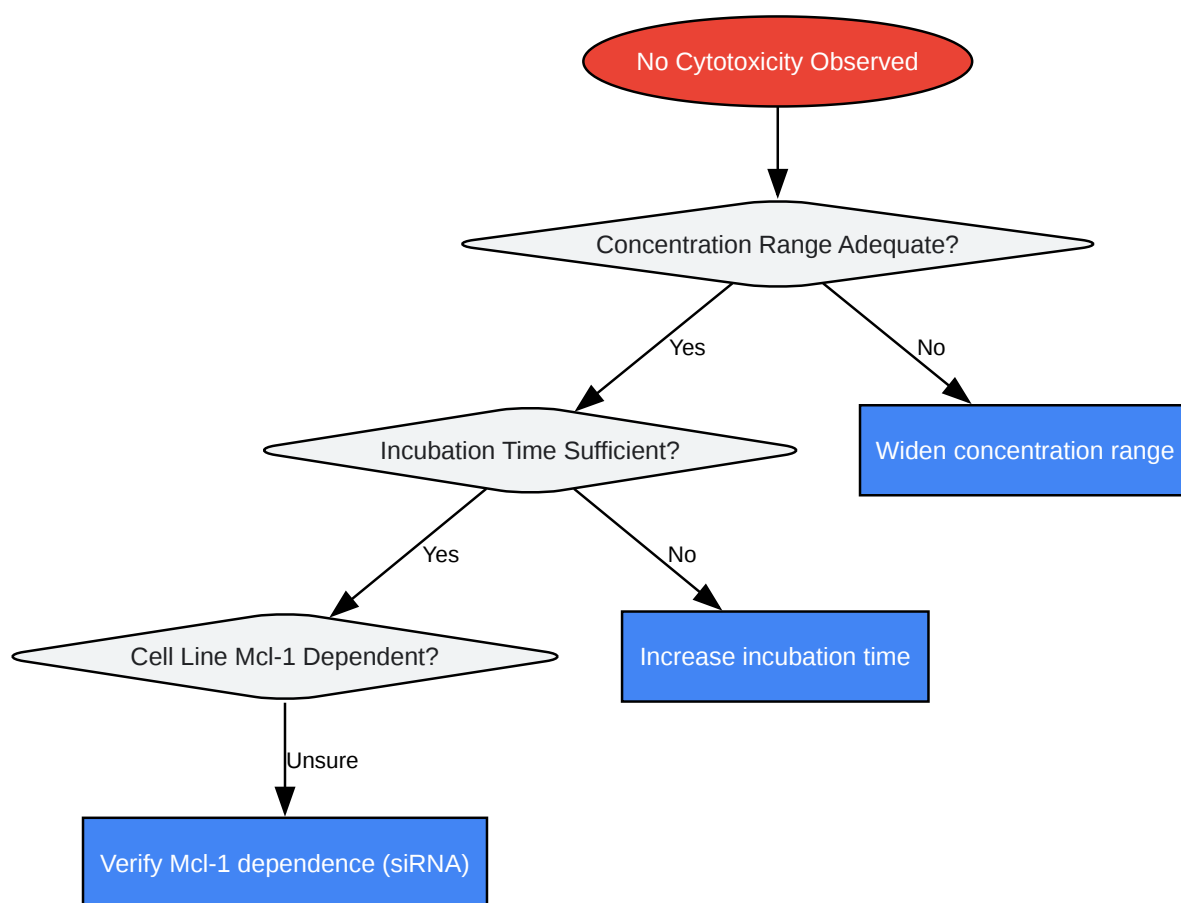 No Cytotoxicity Observed
Concentration Range Adequate?
Yes
No
Incubation Time Sufficient?
Widen concentration range
Yes
No
Cell Line Mcl-1 Dependent?
Increase incubation time
Unsure
Verify Mcl-1 dependence (siRNA)